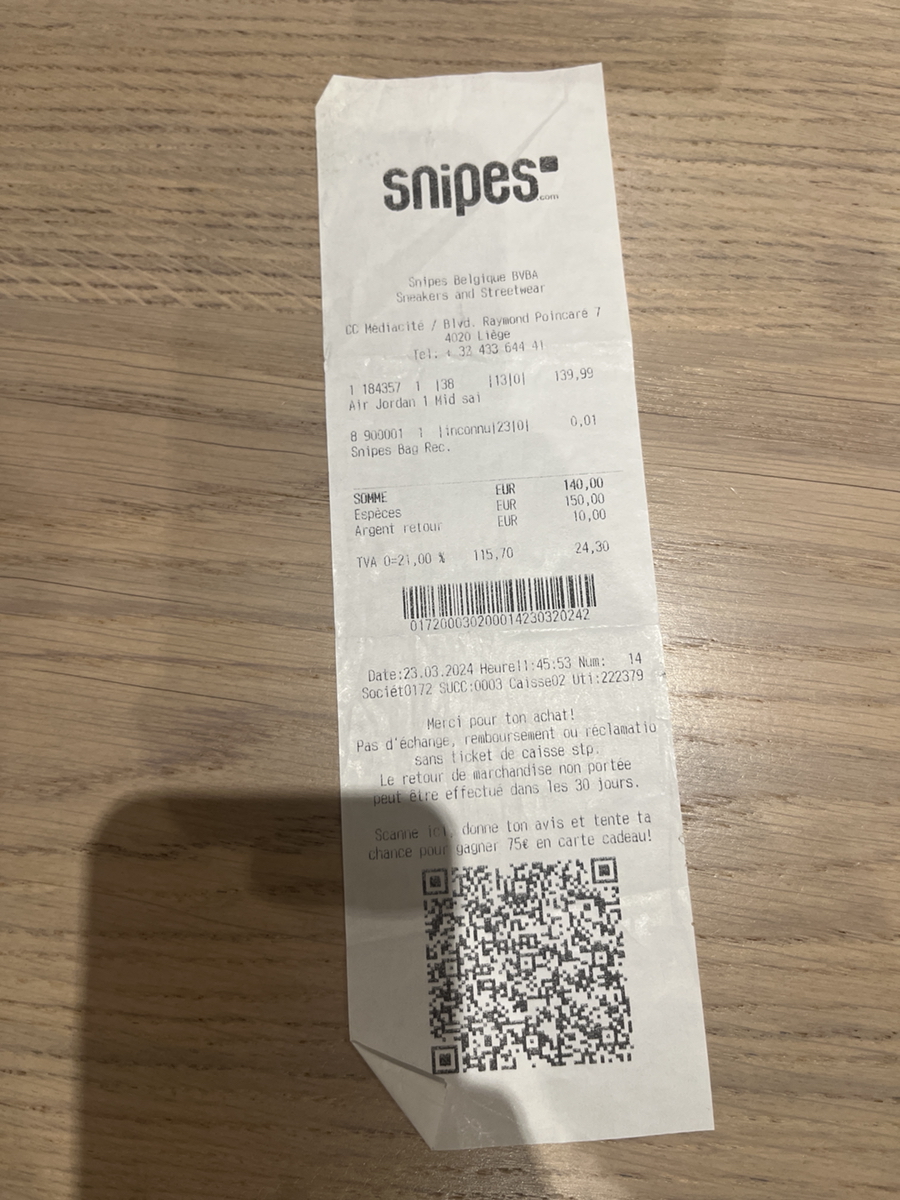 snipes
.com
Snipes Belgique BVBA
Sneakers and Streetwear
CC Médiacité / Blvd. Raymond Poincaré 7
4020 Liège
Tel. + 32 433 644 41
1 184357 1 |38 |13|0| 139,99
Air Jordan 1 Mid sai
8 900001 1 |inconnu|23|0| 0,01
Snipes Bag Rec.
SOMME EUR 140,00
Espèces EUR 150,00
Argent retour EUR 10,00
TVA 0=21,00 % 115,70 24,30
017200030200014230320242
Date:23.03.2024 Heure11:45:53 Num: 14
Sociét0172 SUCC:0003 Caisse02 Uti:222379
Merci pour ton achat!
Pas d'échange, remboursement ou réclamatio
sans ticket de caisse stp.
Le retour de marchandise non portée
peut être effectué dans les 30 jours.
Scanne ici, donne ton avis et tente ta
chance pour gagner 75€ en carte cadeau!